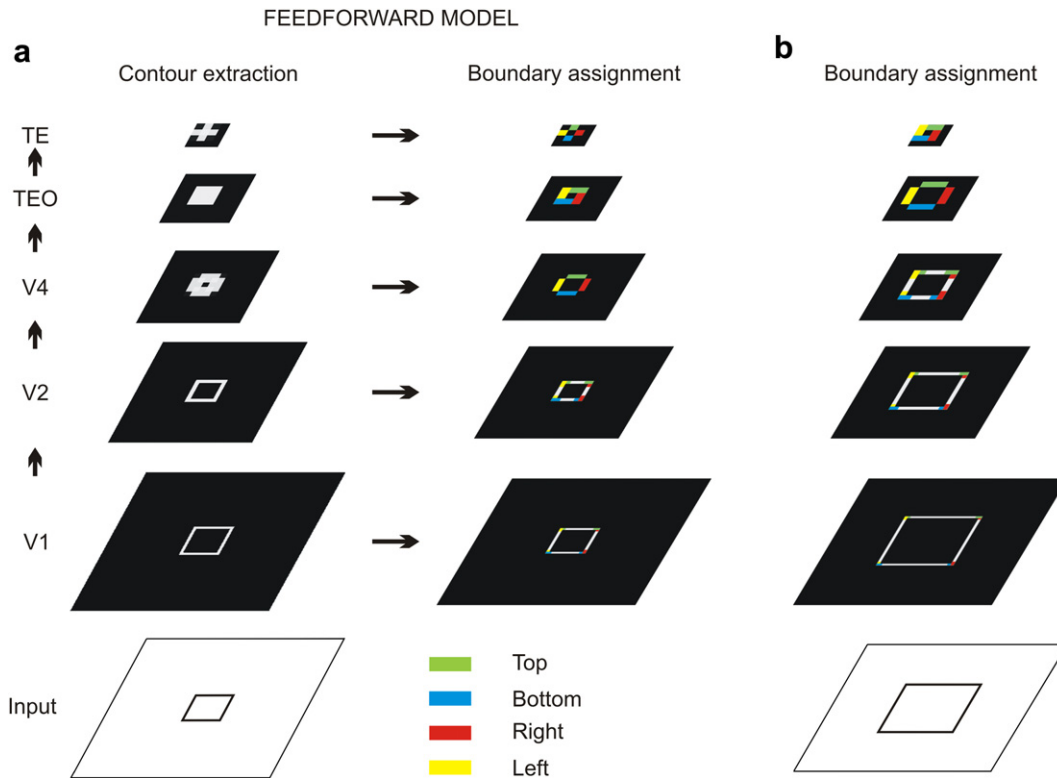 FEEDFORWARD MODEL
a
b
Contour extraction
Boundary assignment
Boundary assignment
TE
TEO
V4
V2
V1
Input
Top
Bottom
Right
Left